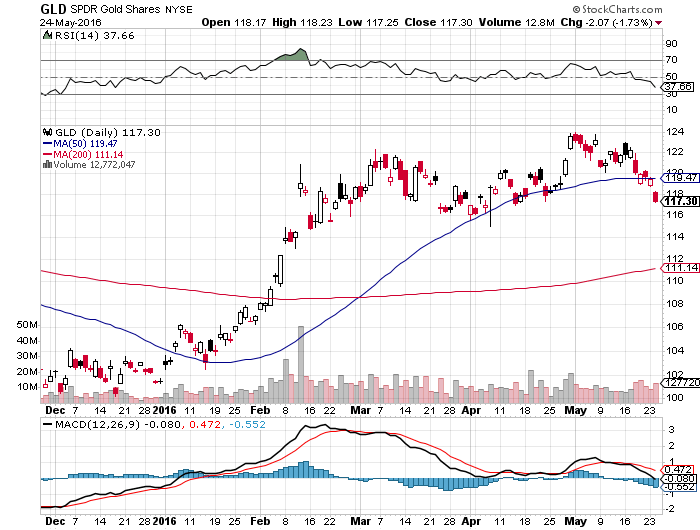 GLD SPDR Gold Shares NYSE © StockCharts.com
24-May-2016 Open 118.17 High 118.23 Low 117.25 Close 117.30 Volume 12.8M Chg -2.07 (-1.73%)
RSI(14) 37.66
90
70
50
37.66
30
10
GLD (Daily) 117.30
MA(50) 119.47
MA(200) 111.14
Volume 12,772,047
124
122
120
119.47
118
117.30
116
114
112
111.14
110
108
106
104
102
100
50M
40M
30M
20M
10M
Dec 7 14 21 28 2016 11 19 25 Feb 8 16 22 Mar 7 14 21 28 Apr 11 18 25 May 9 16 23
MACD(12,26,9) -0.080, 0.472, -0.552
3
2
1
0.472
-0.080
-0.552
-1
-2
Dec 7 14 21 28 2016 11 19 25 Feb 8 16 22 Mar 7 14 21 28 Apr 11 18 25 May 9 16 23